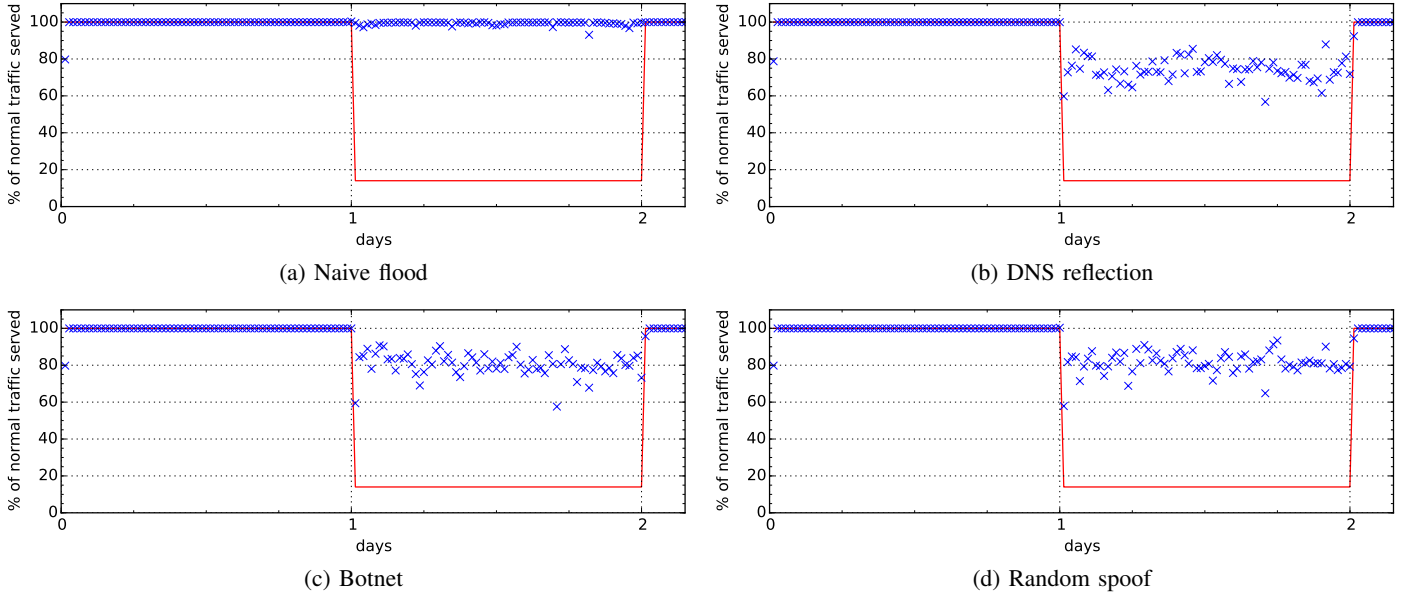 % of normal traffic served
100
80
60
40
20
0
0 1 2
days
(a) Naive flood
% of normal traffic served
100
80
60
40
20
0
0 1 2
days
(b) DNS reflection
% of normal traffic served
100
80
60
40
20
0
0 1 2
days
(c) Botnet
% of normal traffic served
100
80
60
40
20
0
0 1 2
days
(d) Random spoof